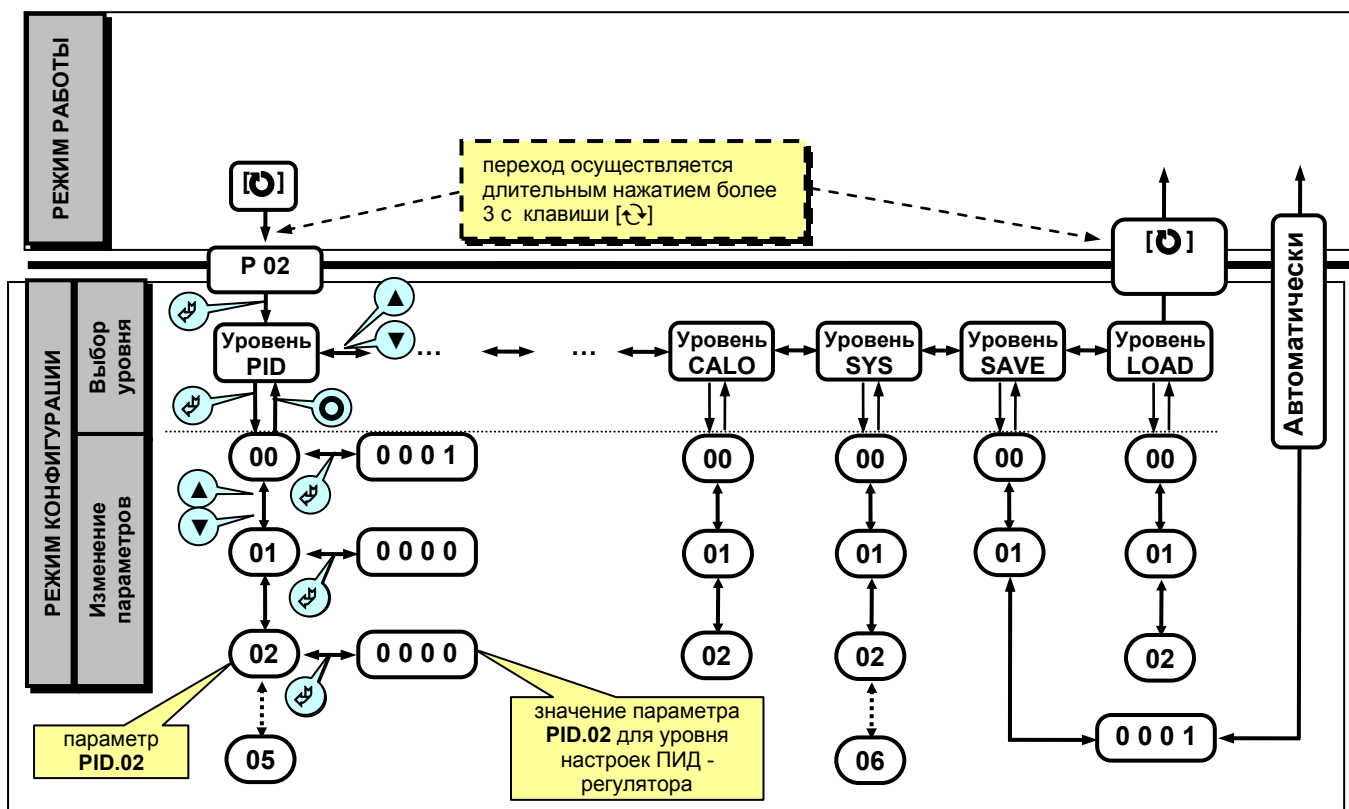 РЕЖИМ РАБОТЫ
переход осуществляется
длительным нажатием более
3 с клавиши [↻]
[↻]
[↻]
P 02
Автоматически
РЕЖИМ КОНФИГУРАЦИИ
Выбор
уровня
▲
▼
Уровень
PID
...
...
Уровень
CALO
Уровень
SYS
Уровень
SAVE
Уровень
LOAD
Изменение
параметров
00
0 0 0 1
00
00
00
00
▲
▼
01
0 0 0 0
01
01
01
01
02
0 0 0 0
02
02
02
параметр
PID.02
05
значение параметра
PID.02 для уровня
настроек ПИД -
регулятора
06
0 0 0 1